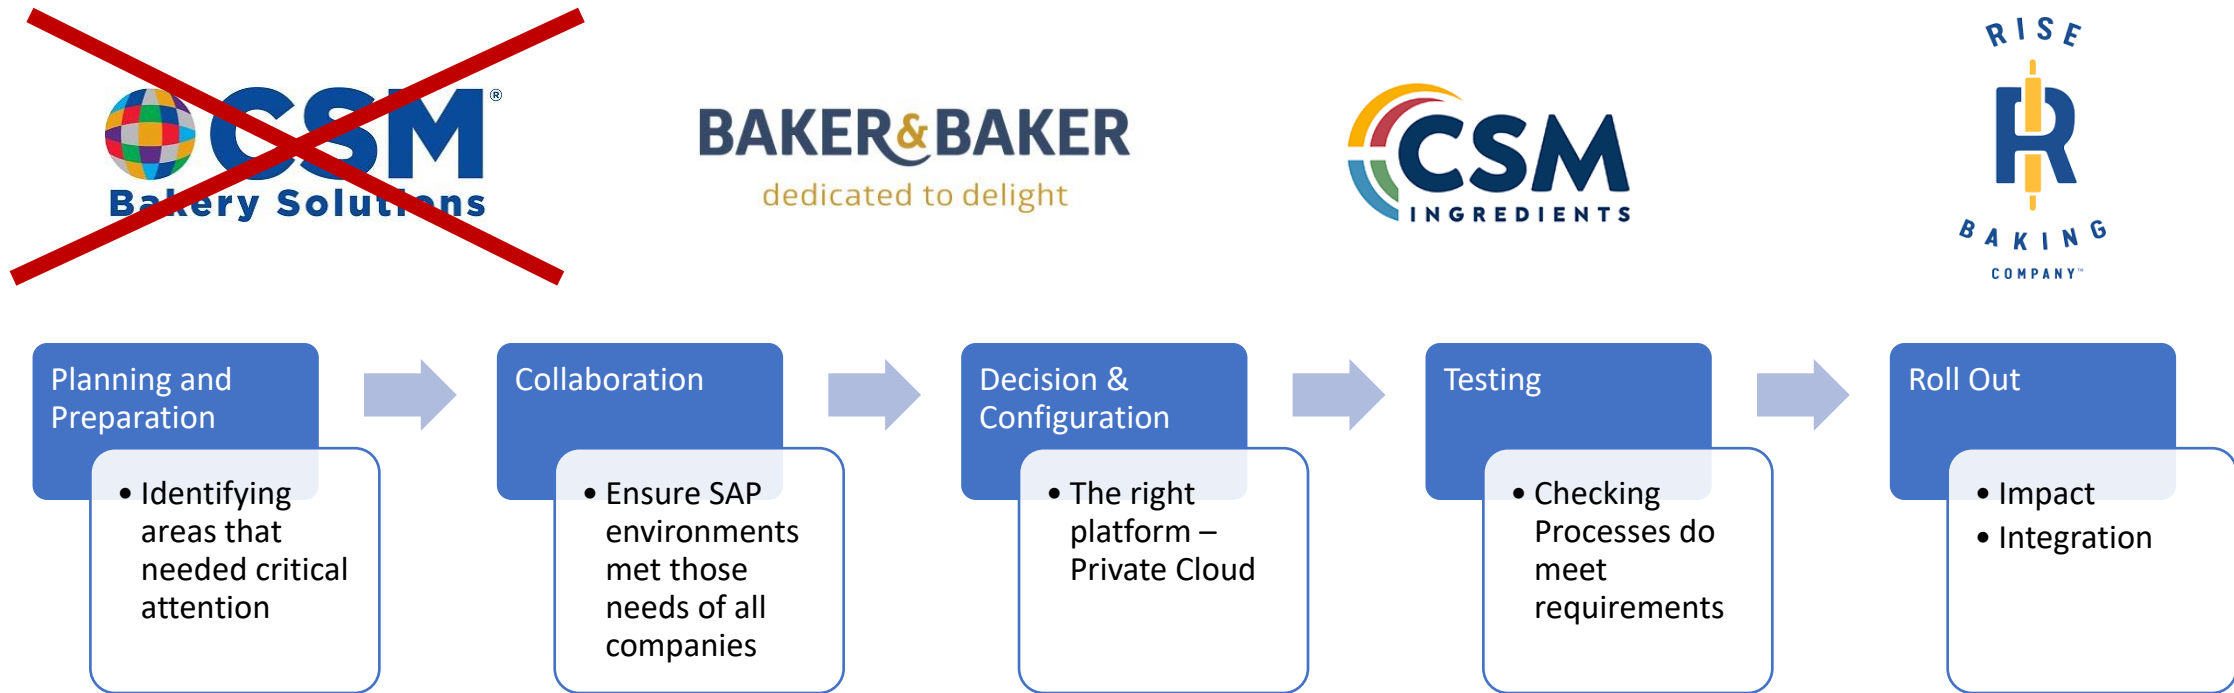 CSM®
Bakery Solutions
BAKER&BAKER
dedicated to delight
CSM
INGREDIENTS
RISE
R
BAKING
COMPANY™
Planning and
Preparation
• Identifying
areas that
needed critical
attention
Collaboration
• Ensure SAP
environments
met those
needs of all
companies
Decision &
Configuration
• The right
platform –
Private Cloud
Testing
• Checking
Processes do
meet
requirements
Roll Out
• Impact
• Integration